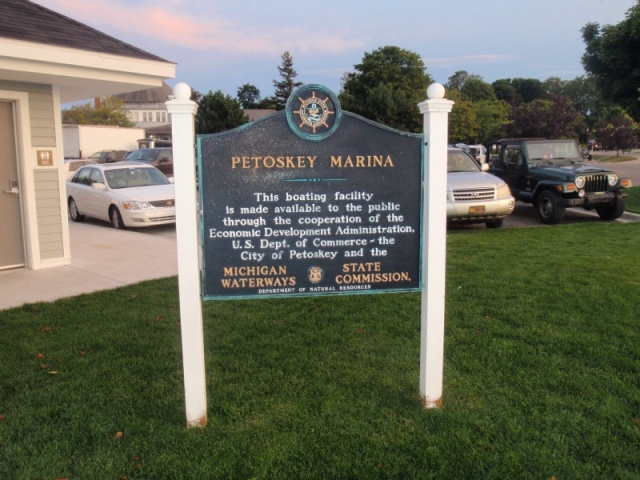 PETOSKEY MARINA
This boating facility
is made available to the public
through the cooperation of the
Economic Development Administration.
U.S. Dept. of Commerce - the
City of Petoskey and the
MICHIGAN STATE
WATERWAYS COMMISSION.
DEPARTMENT OF NATURAL RESOURCES